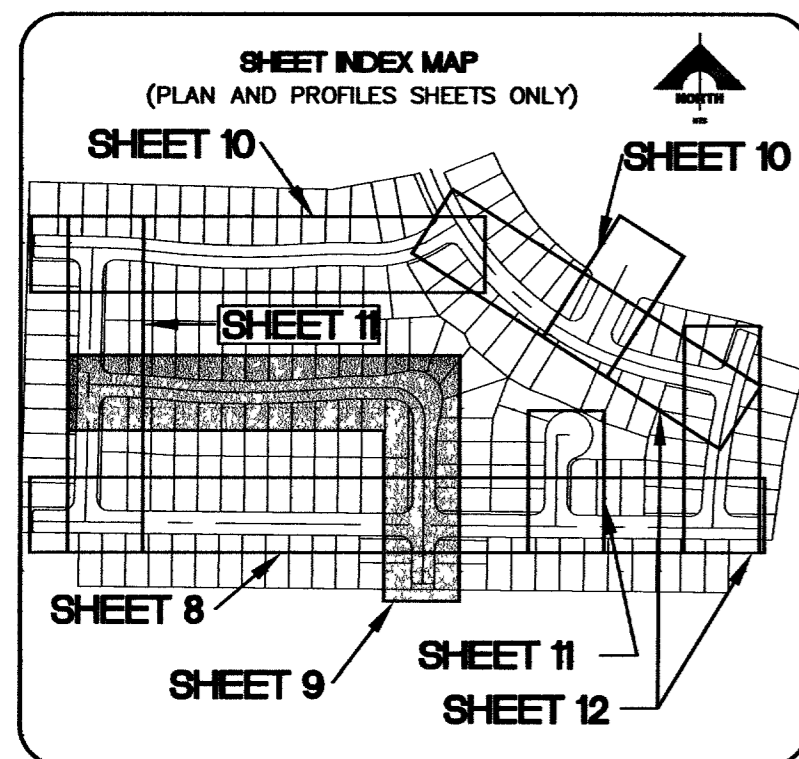 SHEET INDEX MAP
(PLAN AND PROFILES SHEETS ONLY)
NORTH
NTS
SHEET 10
SHEET 10
SHEET 11
SHEET 8
SHEET 9
SHEET 11
SHEET 12